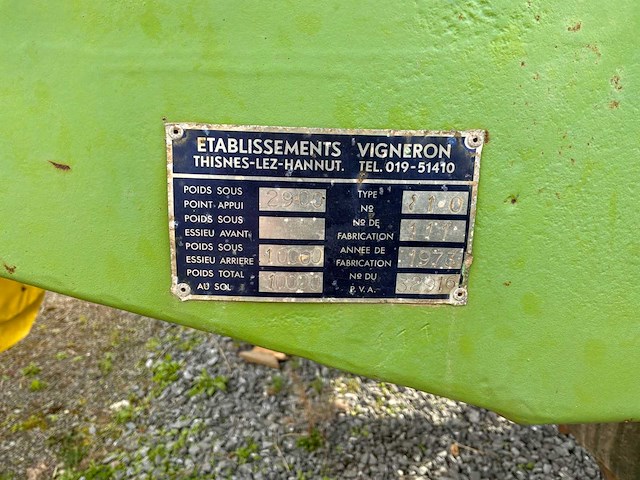 ETABLISSEMENTS VIGNERON
THISNES-LEZ-HANNUT. TEL. 019-51410
POIDS SOUS
POINT APPUI
POIDS SOUS
ESSIEU AVANT
POIDS SOUS
ESSIEU ARRIERE
POIDS TOTAL
AU SOL
TYPE
Nº
Nº DE
FABRICATION
ANNEE DE
FABRICATION
Nº DU
P.V.A.